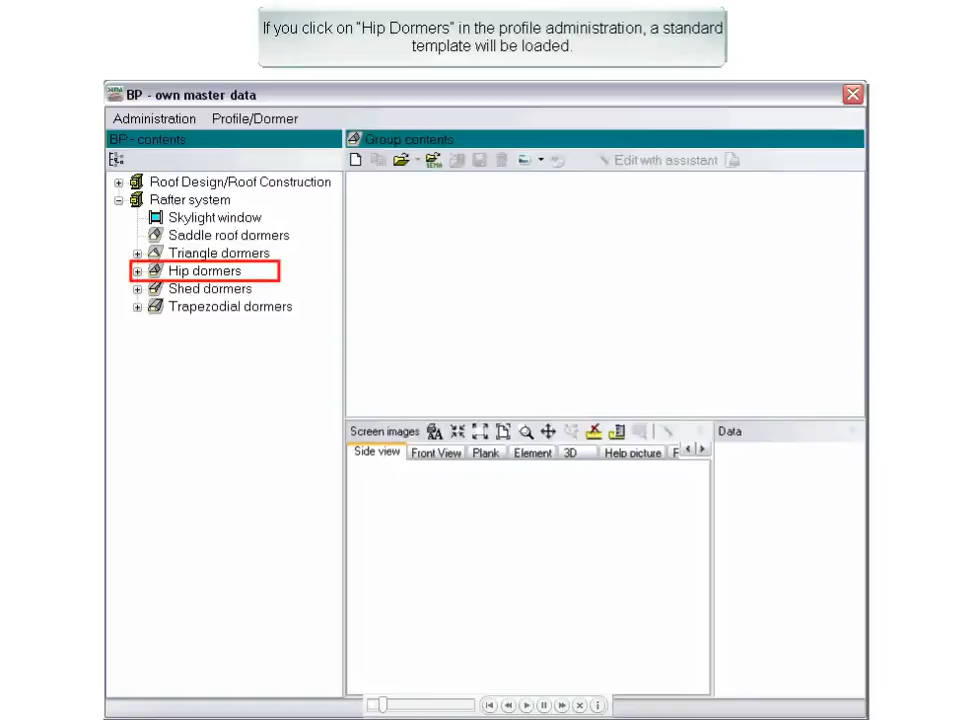 If you click on "Hip Dormers" in the profile administration, a standard
template will be loaded.
BP - own master data
Administration Profile/Dormer
BP - contents
Group contents
Edit with assistant
Roof Design/Roof Construction
Rafter system
Skylight window
Saddle roof dormers
Triangle dormers
Hip dormers
Shed dormers
Trapezodial dormers
Screen images
Data
Side view Front View Plank Element 3D Help picture F